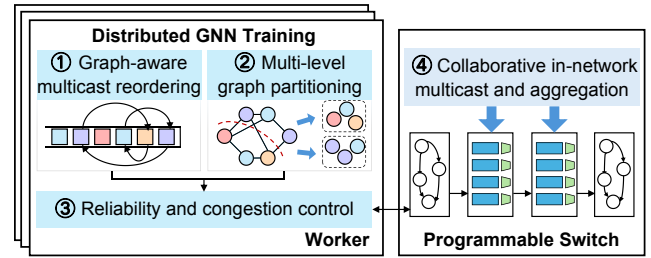 Distributed GNN Training
① Graph-aware
multicast reordering
② Multi-level
graph partitioning
③ Reliability and congestion control
Worker
④ Collaborative in-network
multicast and aggregation
Programmable Switch